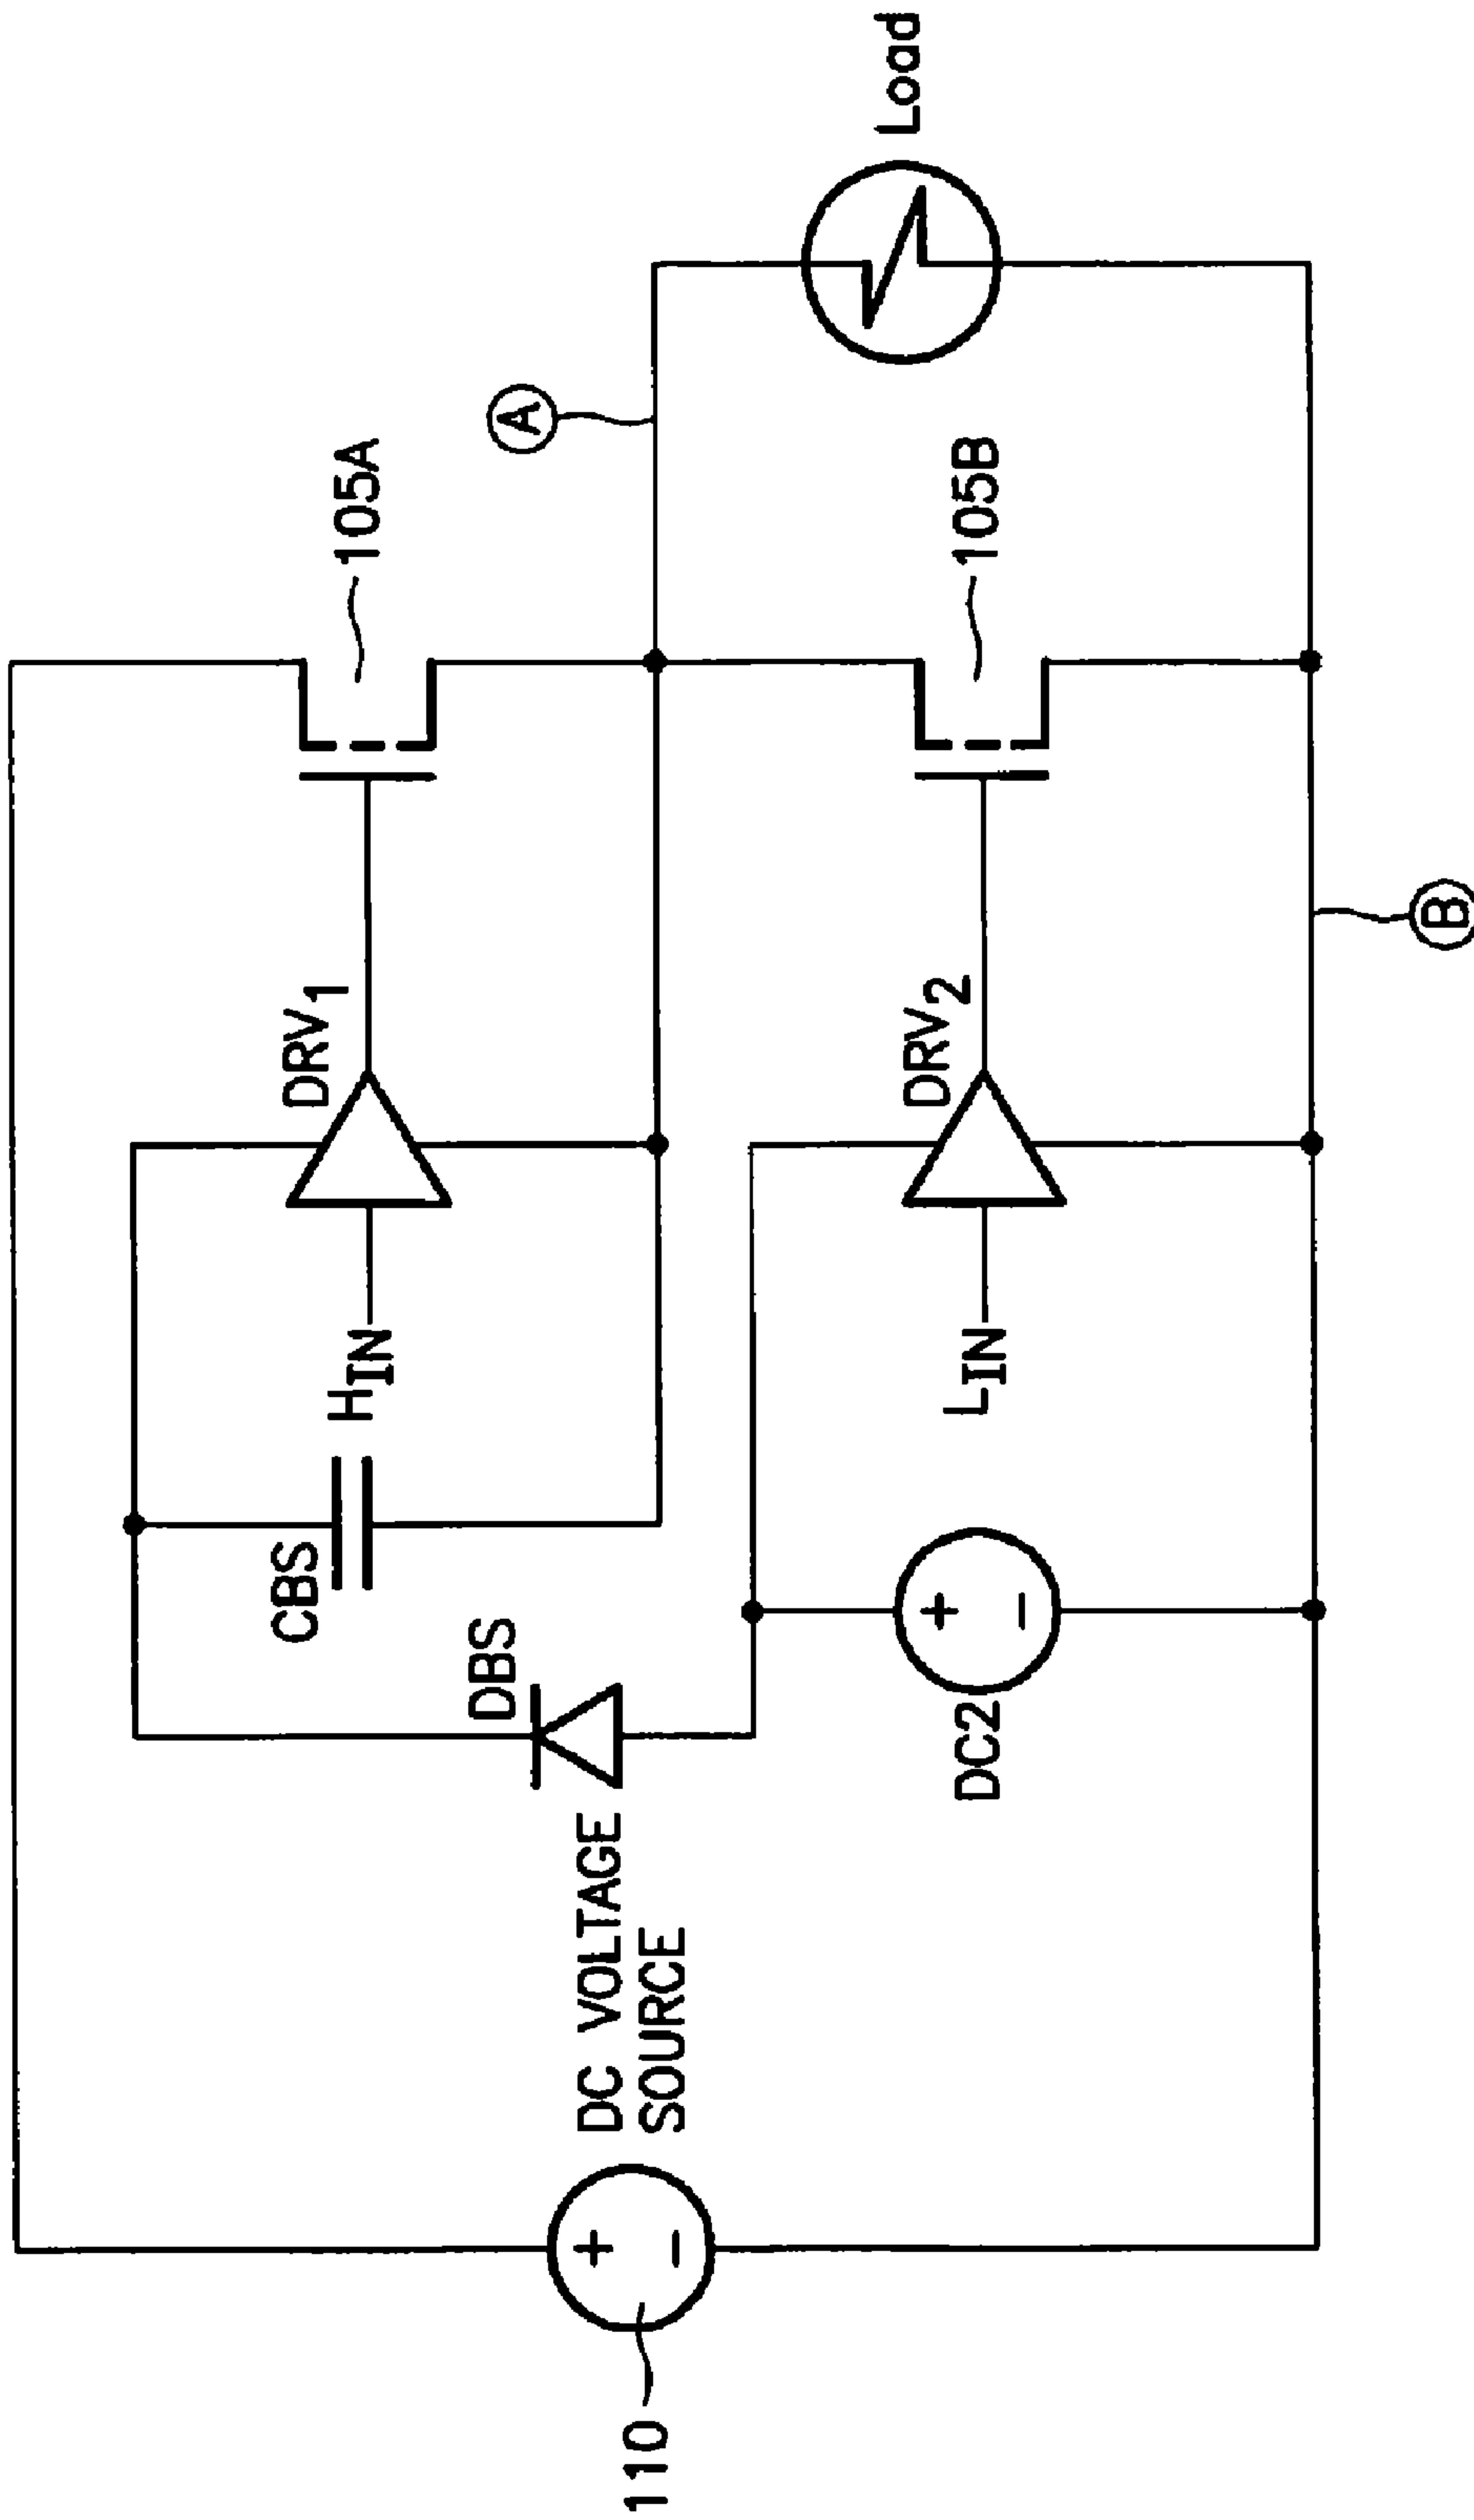 110
DC VOLTAGE
SOURCE
DBS
CBS
HIN
DRV1
105A
A
DC2
LIN
DRV2
105B
B
Load
+
-
+
-